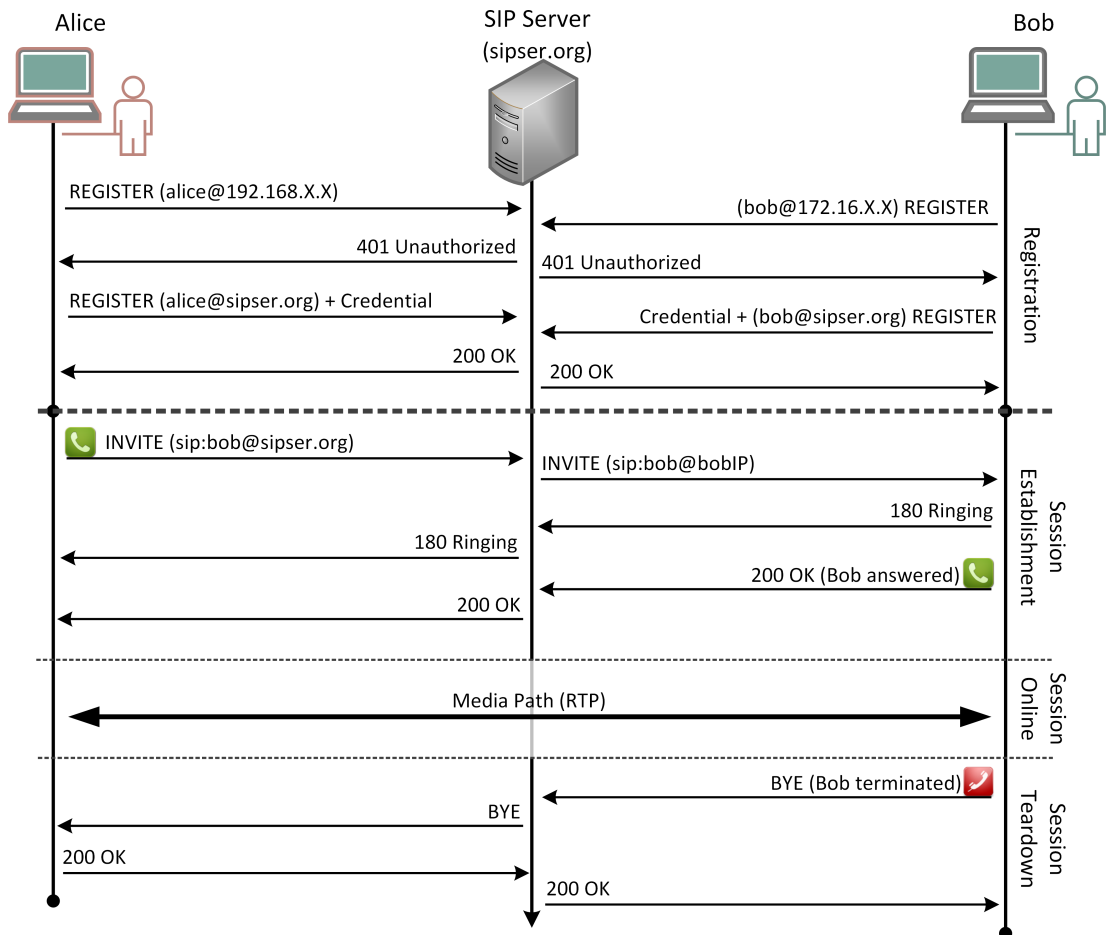 Alice
SIP Server
(sipser.org)
Bob
REGISTER (alice@192.168.X.X)
(bob@172.16.X.X) REGISTER
401 Unauthorized
401 Unauthorized
REGISTER (alice@sipser.org) + Credential
Credential + (bob@sipser.org) REGISTER
200 OK
200 OK
Registration
INVITE (sip:bob@sipser.org)
INVITE (sip:bob@bobIP)
180 Ringing
180 Ringing
200 OK (Bob answered)
200 OK
Session
Establishment
Media Path (RTP)
Session
Online
BYE (Bob terminated)
BYE
200 OK
200 OK
Session
Teardown